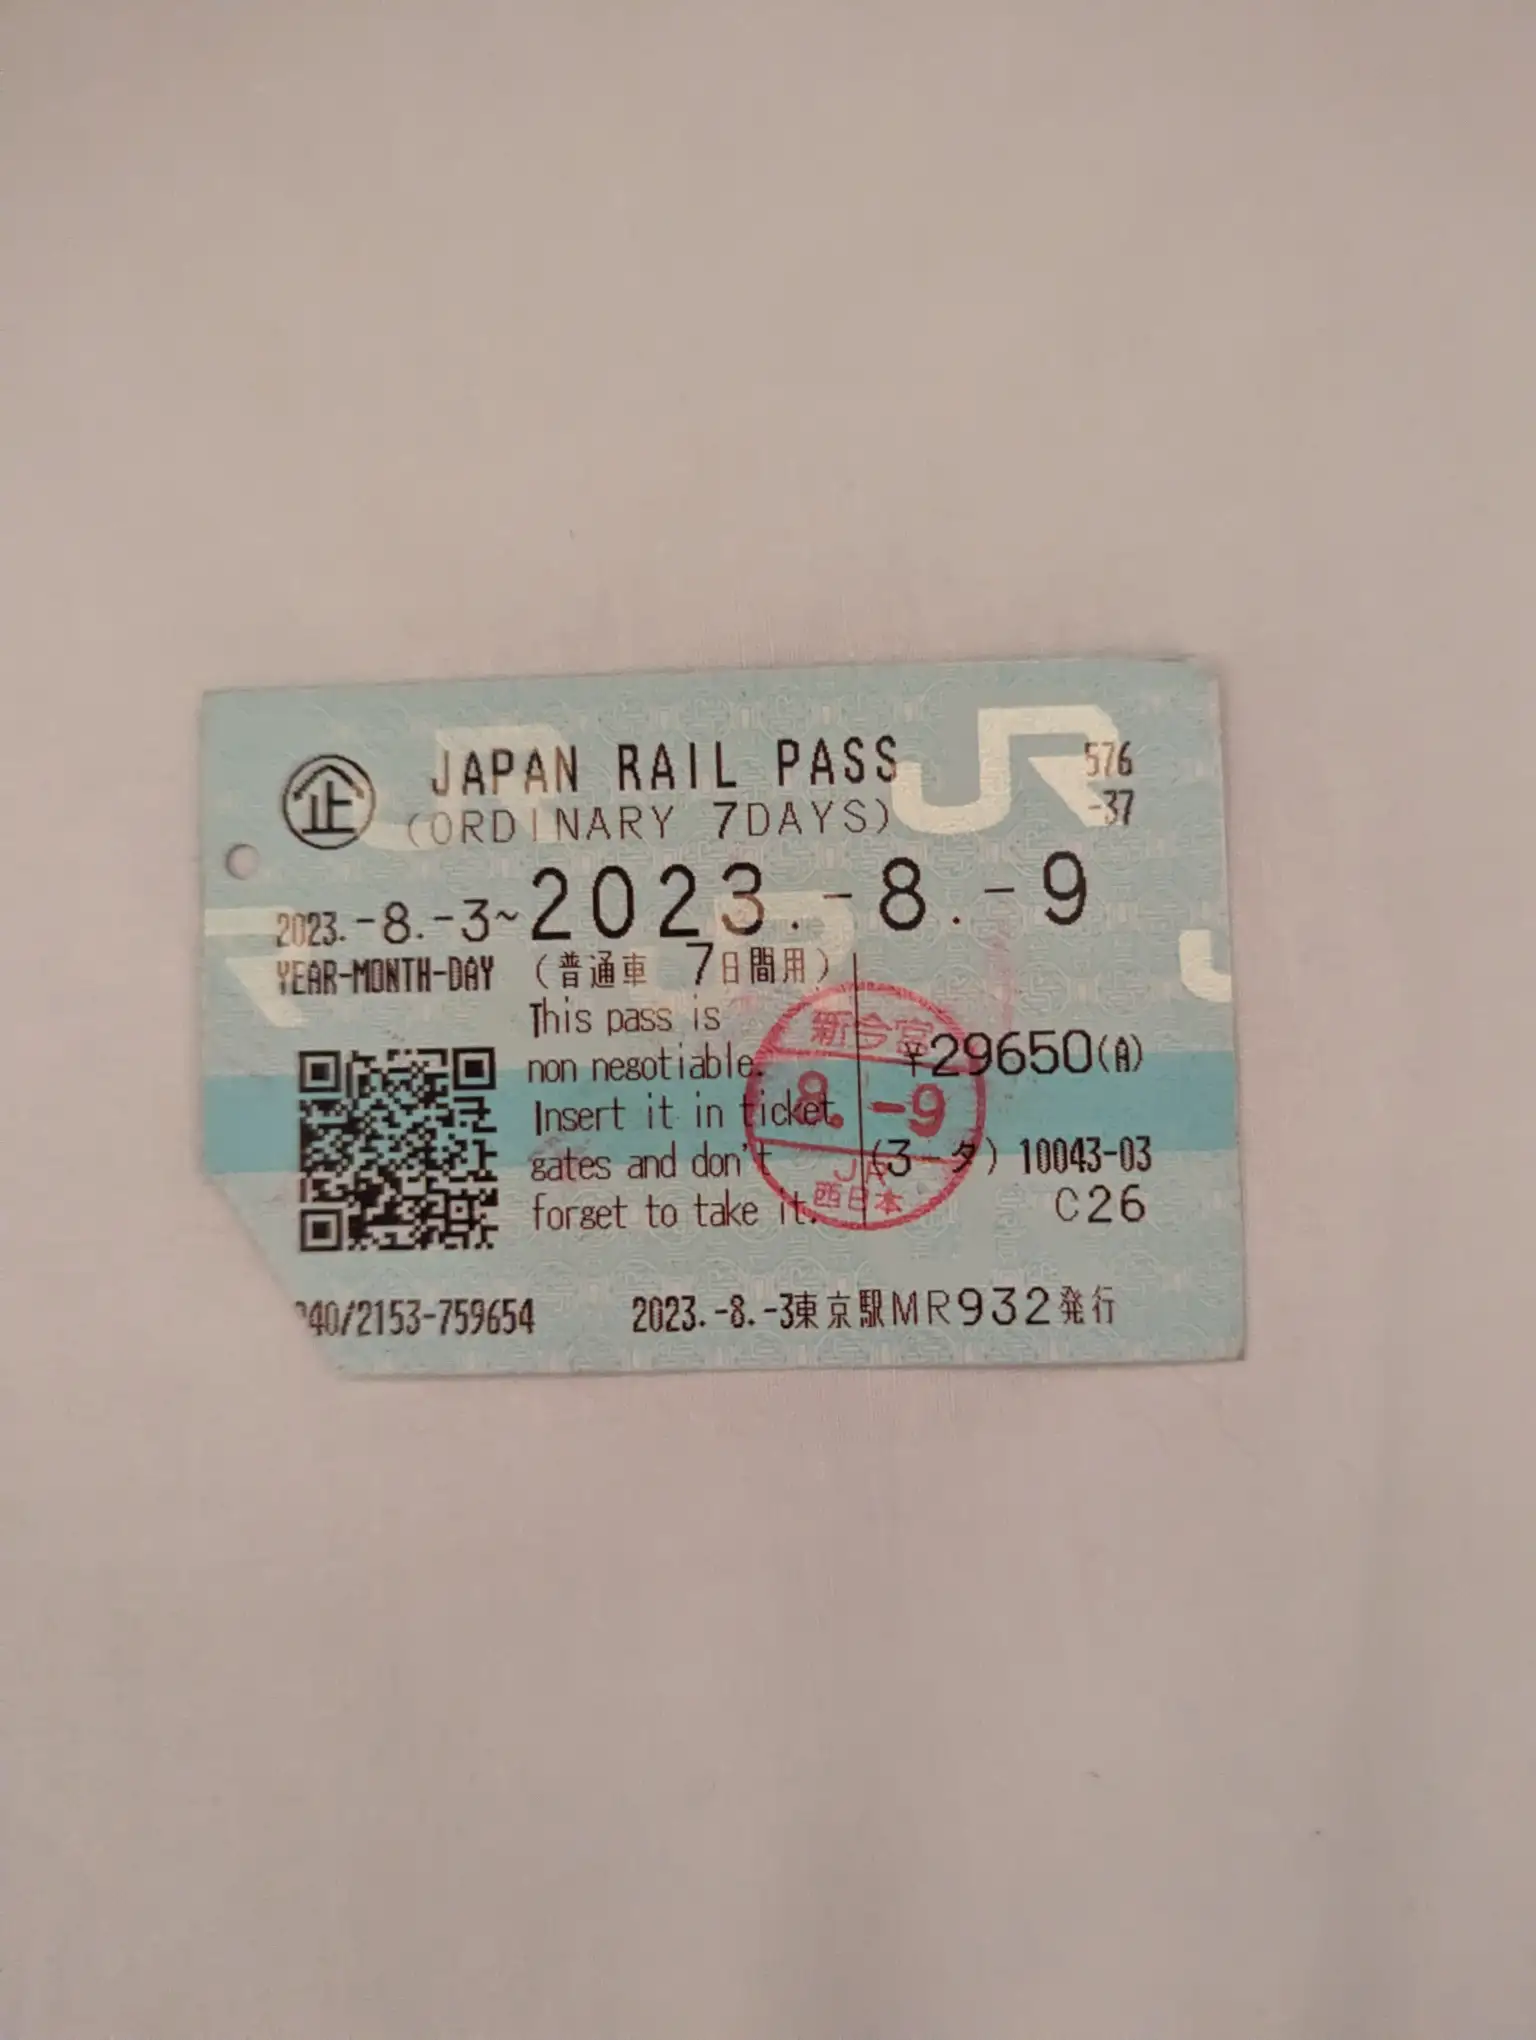 企 JAPAN RAIL PASS 576
(ORDINARY 7DAYS) -37
2023.-8.-3~2023.-8.-9
YEAR-MONTH-DAY (普通車 7日間用)
This pass is
non negotiable. ¥29650
Insert it in ticket
gates and don't (3-タ) 10043-03
forget to take it. C26
新今宮
8.-9
JR
西日本
40/2153-759654 2023.-8.-3東京駅MR932発行
JR